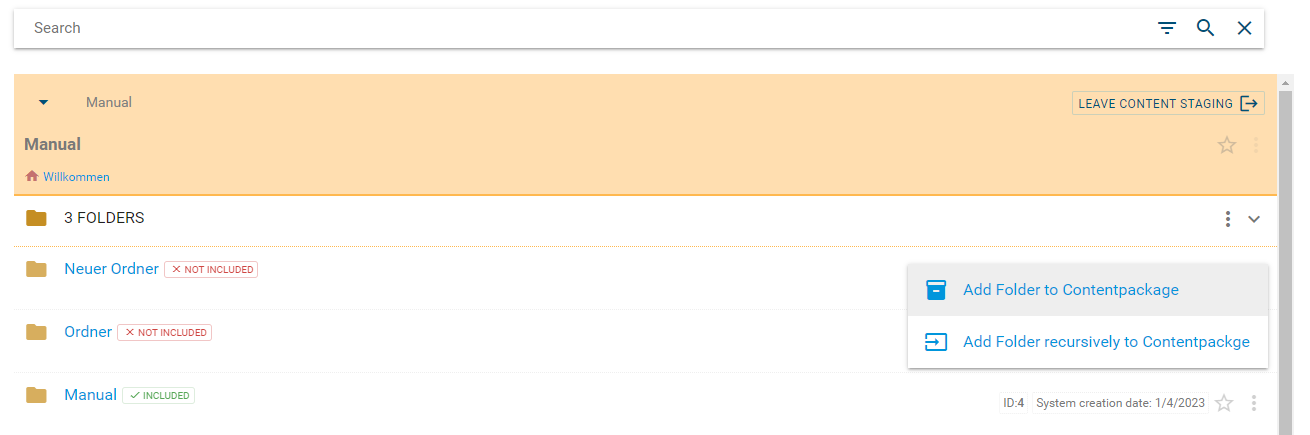 Search
Manual
LEAVE CONTENT STAGING
Manual
Willkommen
3 FOLDERS
Neuer Ordner NOT INCLUDED
Add Folder to Contentpackage
Ordner NOT INCLUDED
Add Folder recursively to Contentpackge
Manual INCLUDED
ID:4 System creation date: 1/4/2023